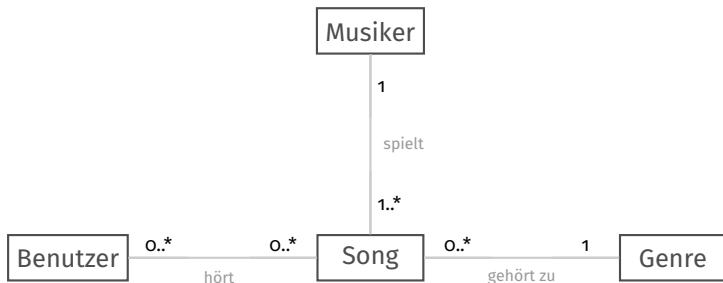 Musiker
1
spielt
1..*
Benutzer
0..*
hört
0..*
Song
0..*
gehört zu
1
Genre